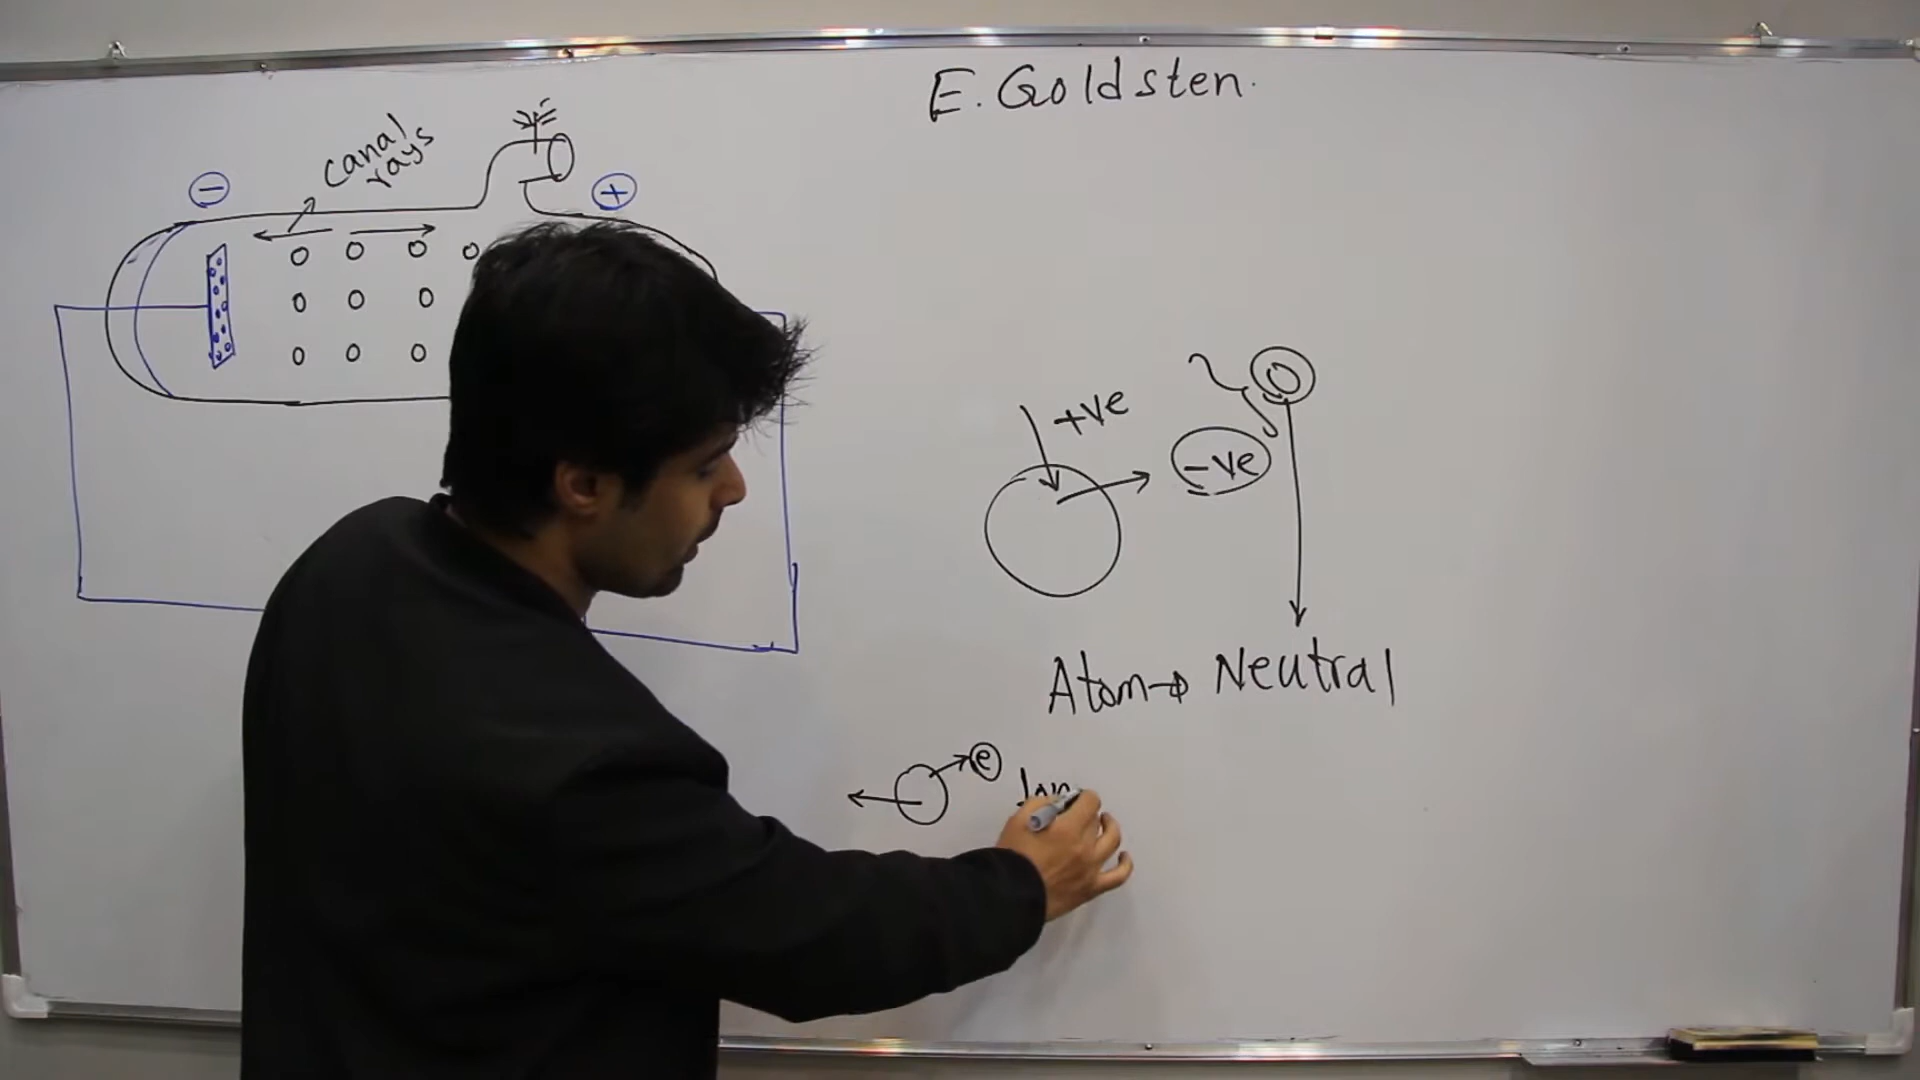 E. Goldsten.
canal
rays
−
+
+ve
-ve
Atom → Neutral
e